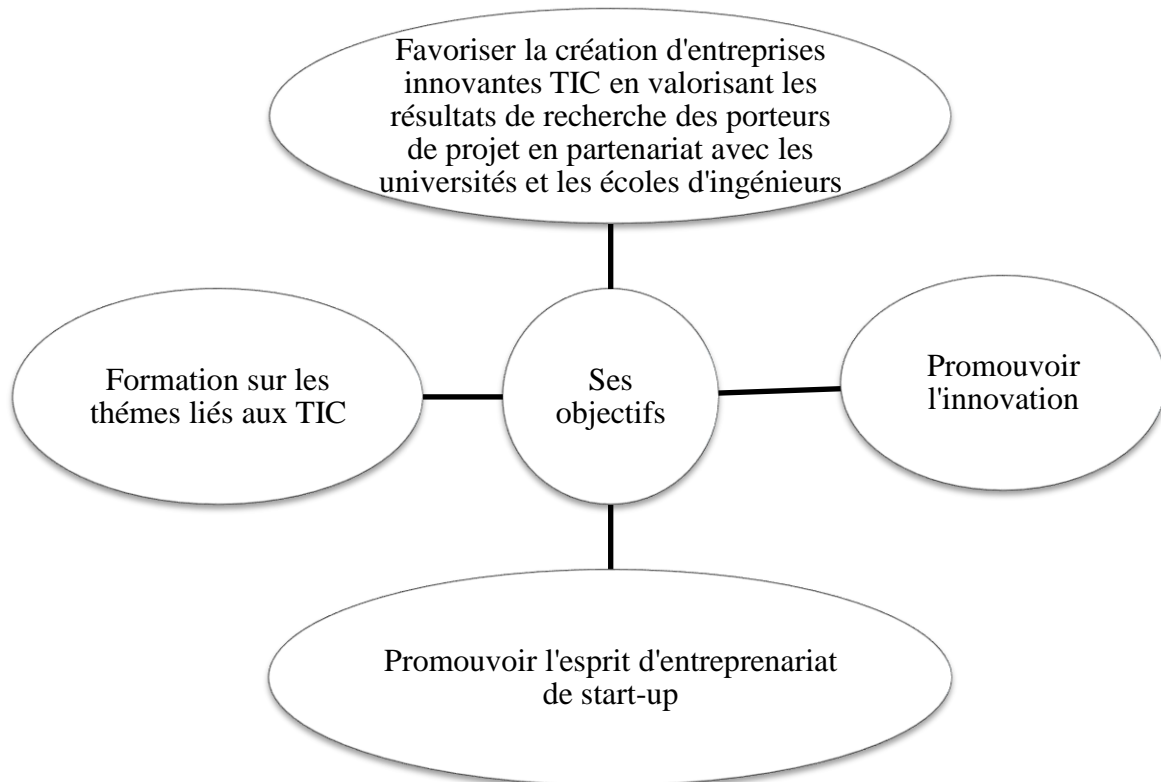 Favoriser la création d'entreprises
innovantes TIC en valorisant les
résultats de recherche des porteurs
de projet en partenariat avec les
universités et les écoles d'ingénieurs
Formation sur les
thémes liés aux TIC
Ses
objectifs
Promouvoir
l'innovation
Promouvoir l'esprit d'entreprenariat
de start-up